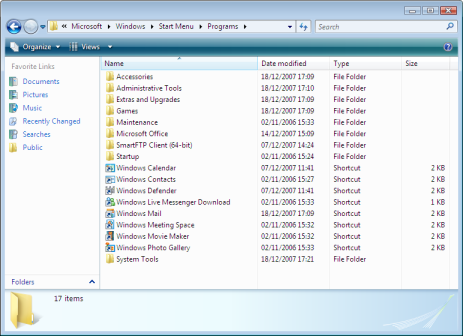 « Microsoft ▸ Windows ▸ Start Menu ▸ Programs ▸ Search
Organize Views
Favorite Links
Documents
Pictures
Music
Recently Changed
Searches
Public
Folders
Name Date modified Type Size
Accessories 18/12/2007 17:09 File Folder
Administrative Tools 18/12/2007 17:10 File Folder
Extras and Upgrades 18/12/2007 17:09 File Folder
Games 18/12/2007 17:09 File Folder
Maintenance 02/11/2006 15:33 File Folder
Microsoft Office 14/12/2007 15:09 File Folder
SmartFTP Client (64-bit) 07/12/2007 14:24 File Folder
Startup 02/11/2006 15:24 File Folder
Windows Calendar 07/12/2007 11:41 Shortcut 2 KB
Windows Contacts 02/11/2006 15:27 Shortcut 2 KB
Windows Defender 07/12/2007 11:41 Shortcut 2 KB
Windows Live Messenger Download 02/11/2006 15:33 Shortcut 1 KB
Windows Mail 18/12/2007 17:09 Shortcut 2 KB
Windows Meeting Space 02/11/2006 15:32 Shortcut 2 KB
Windows Movie Maker 02/11/2006 15:32 Shortcut 2 KB
Windows Photo Gallery 02/11/2006 15:33 Shortcut 2 KB
System Tools 18/12/2007 17:21 File Folder
17 items